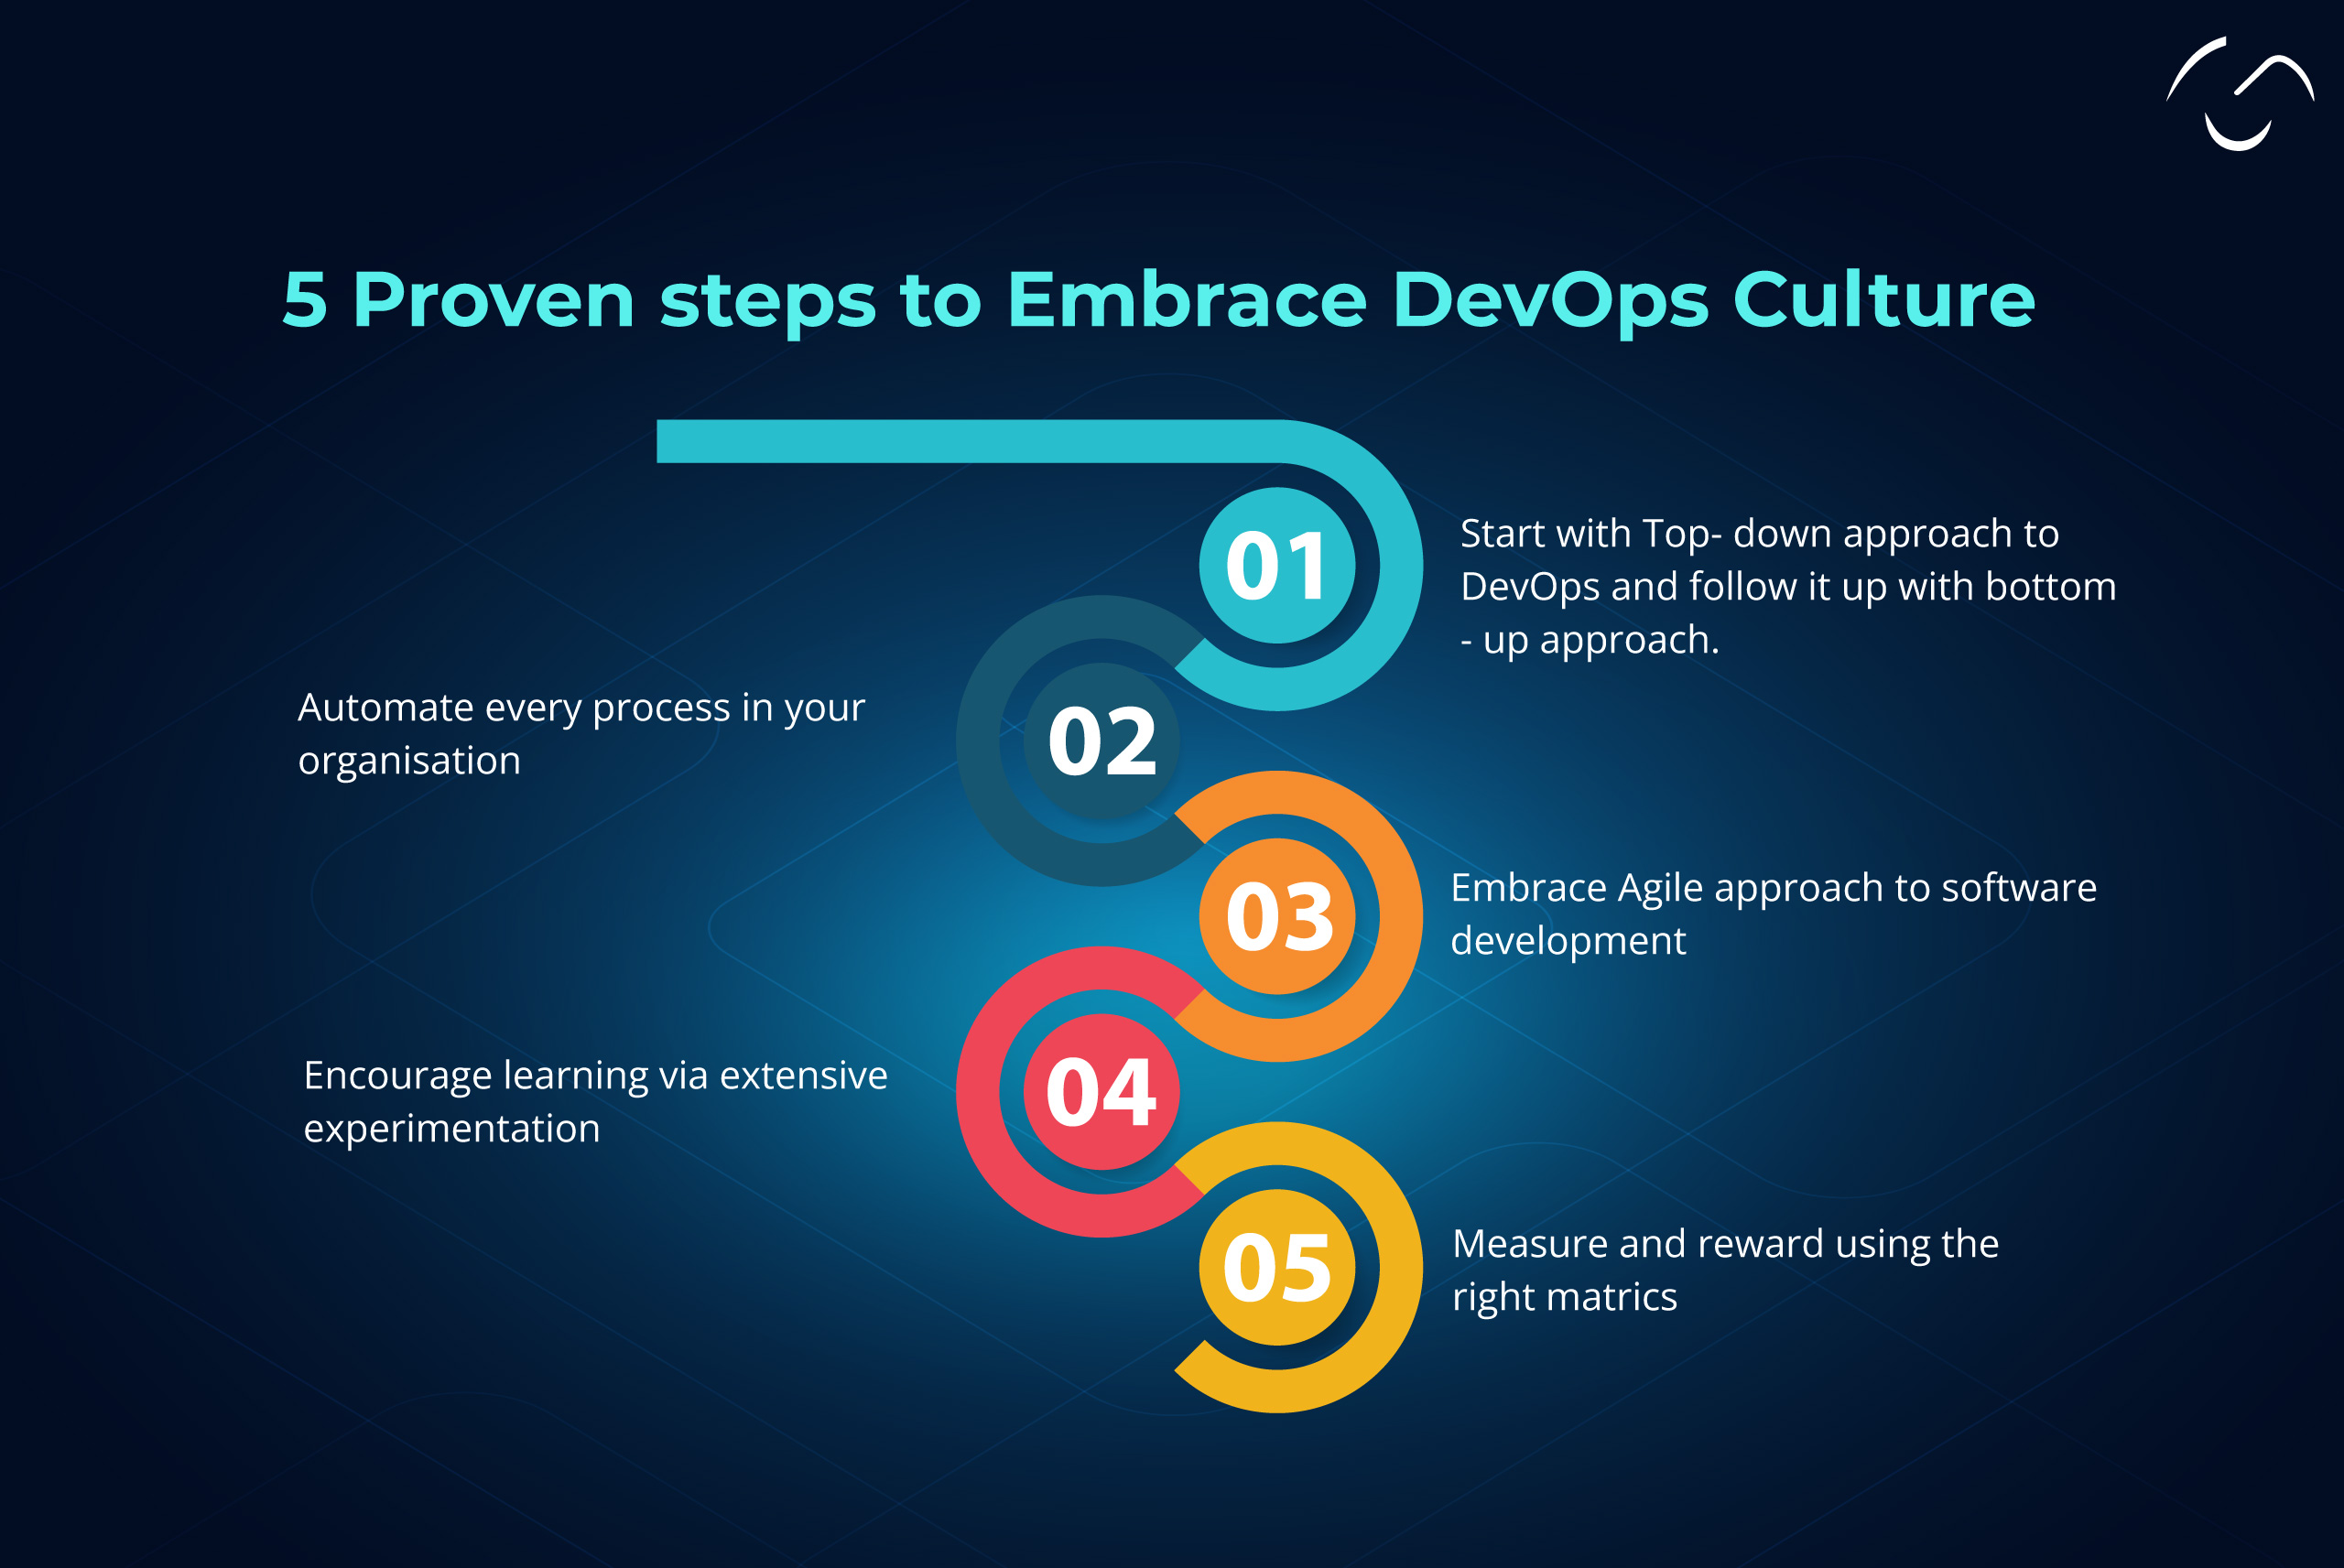 5 Proven steps to Embrace DevOps Culture
01
Start with Top- down approach to
DevOps and follow it up with bottom
- up approach.
02
Automate every process in your
organisation
03
Embrace Agile approach to software
development
04
Encourage learning via extensive
experimentation
05
Measure and reward using the
right matrics